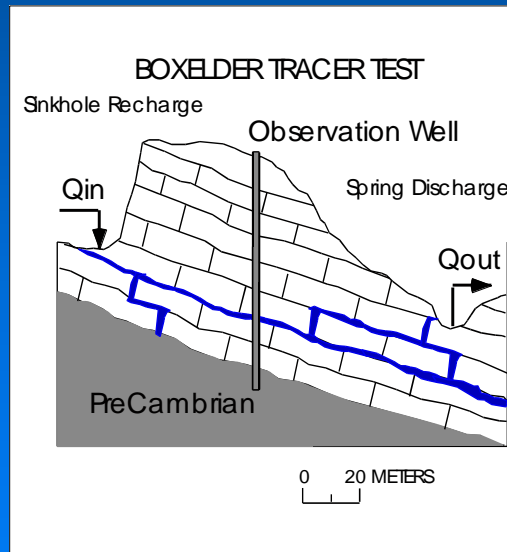 BOXELDER TRACER TEST
Sinkhole Recharge
Observation Well
Spring Discharge
Qin
Qout
PreCambrian
0 20 METERS